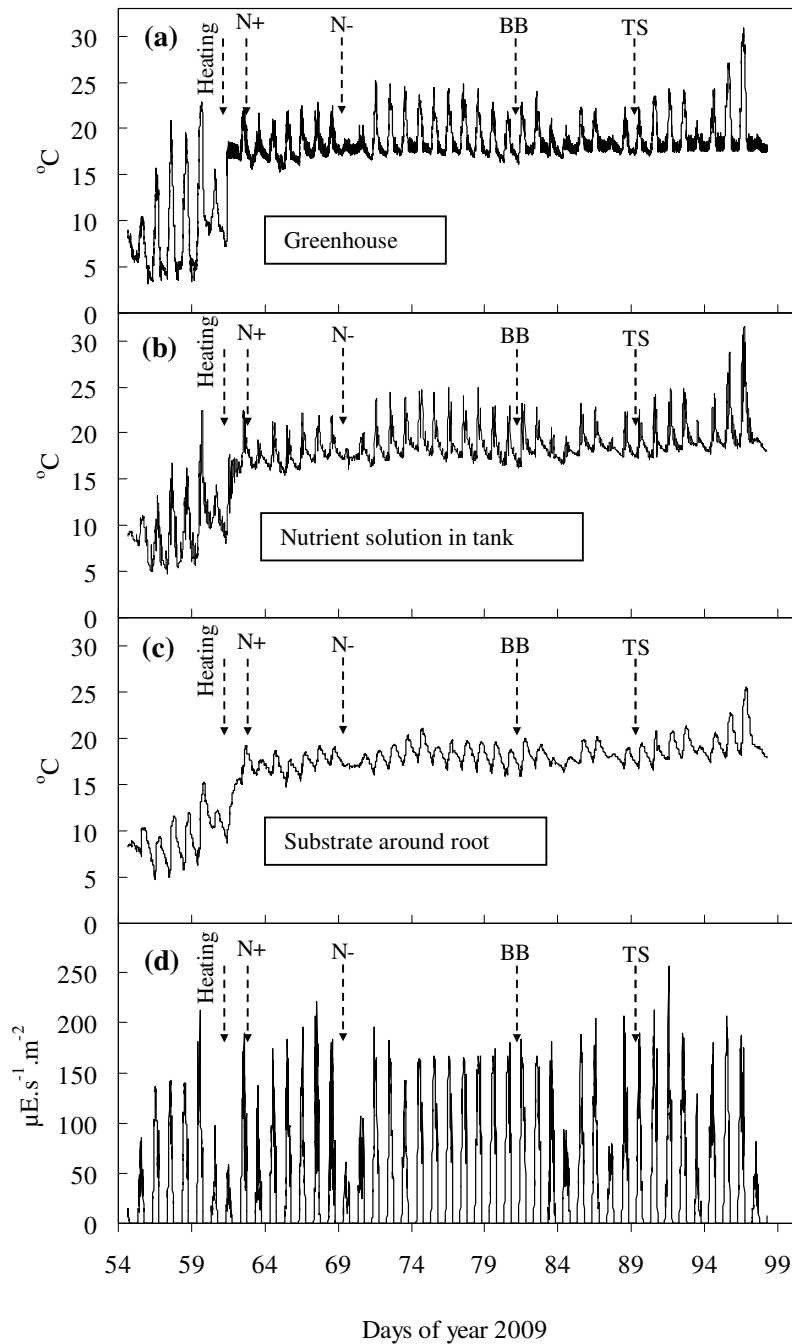 30
25
20
15
10
5
0
°C
(a)
Heating
N+
N-
BB
TS
Greenhouse
30
25
20
15
10
5
0
°C
(b)
Heating
N+
N-
BB
TS
Nutrient solution in tank
30
25
20
15
10
5
0
°C
(c)
Heating
N+
N-
BB
TS
Substrate around root
250
200
150
100
50
0
µE.s⁻¹.m⁻²
(d)
Heating
N+
N-
BB
TS
54 59 64 69 74 79 84 89 94 99
Days of year 2009